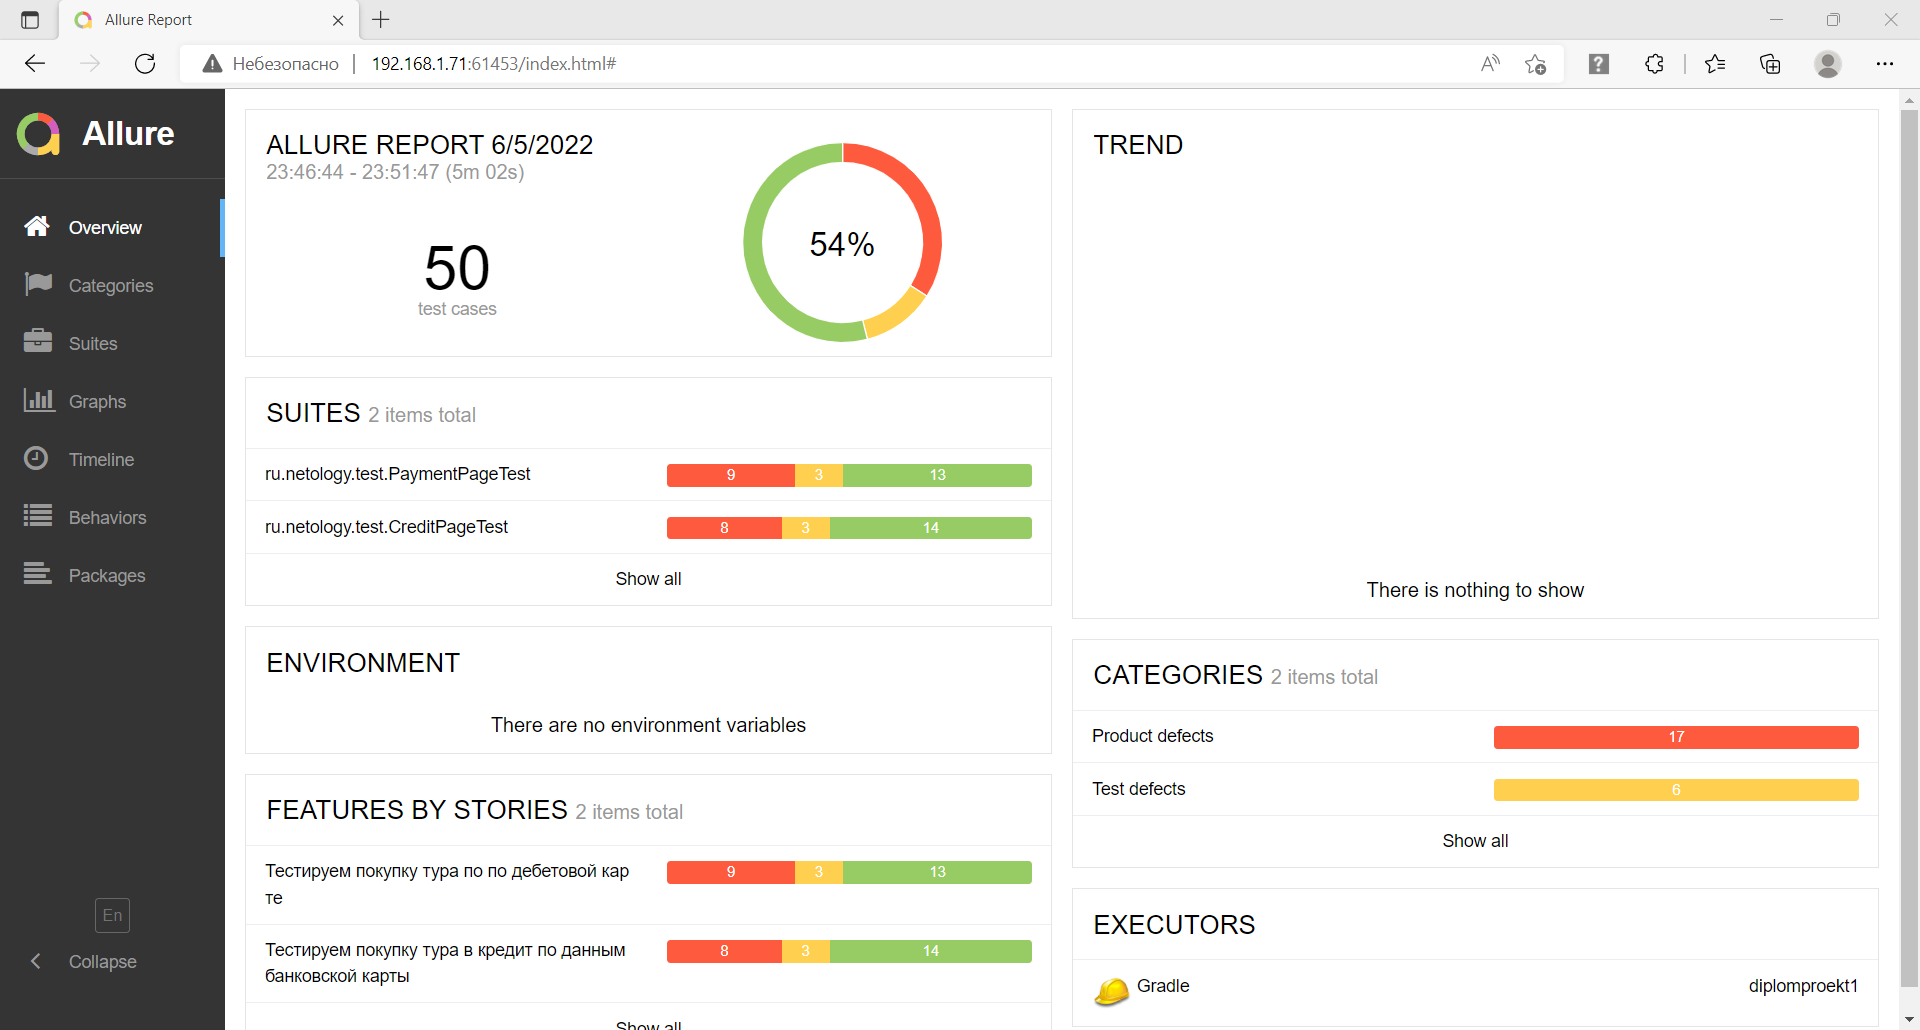 Allure Report
Небезопасно
192.168.1.71:61453/index.html#
Allure
Overview
Categories
Suites
Graphs
Timeline
Behaviors
Packages
En
Collapse
ALLURE REPORT 6/5/2022
23:46:44 - 23:51:47 (5m 02s)
50
test cases
54%
SUITES 2 items total
ru.netology.test.PaymentPageTest 9 3 13
ru.netology.test.CreditPageTest 8 3 14
Show all
ENVIRONMENT
There are no environment variables
FEATURES BY STORIES 2 items total
Тестируем покупку тура по по дебетовой кар 9 3 13
те
Тестируем покупку тура в кредит по данным 8 3 14
банковской карты
Show all
TREND
There is nothing to show
CATEGORIES 2 items total
Product defects 17
Test defects 6
Show all
EXECUTORS
Gradle diplomproekt1